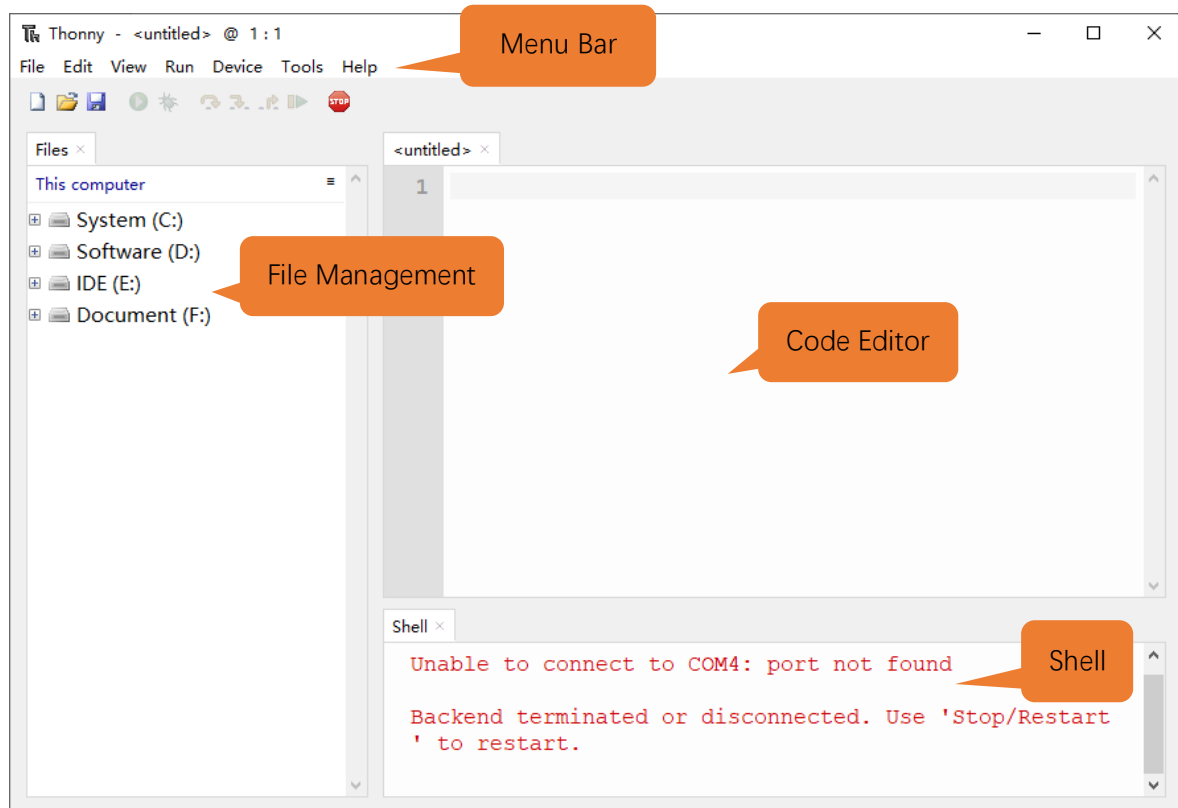 Thonny - <untitled> @ 1:1
Menu Bar
File Edit View Run Device Tools Help
STOP
Files
<untitled>
This computer
1
System (C:)
Software (D:)
IDE (E:)
Document (F:)
File Management
Code Editor
Shell
Unable to connect to COM4: port not found
Shell
Backend terminated or disconnected. Use 'Stop/Restart
' to restart.